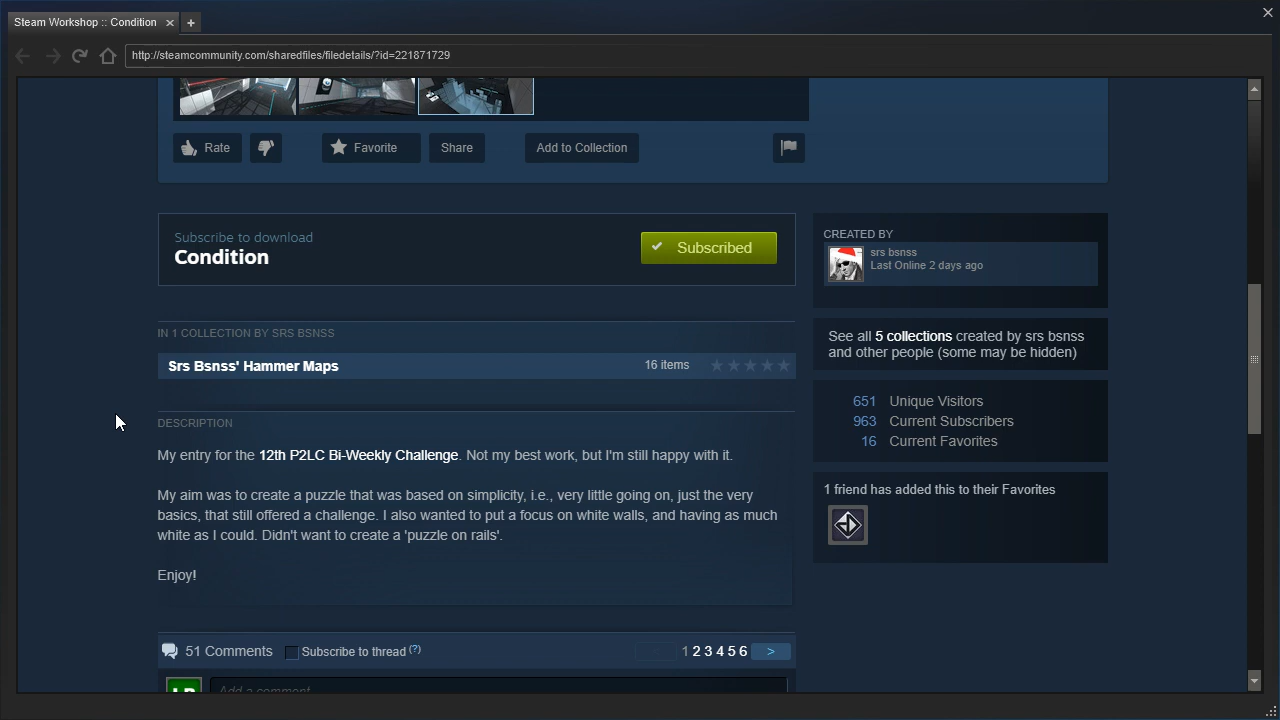 Steam Workshop :: Condition
http://steamcommunity.com/sharedfiles/filedetails/?id=221871729
Rate
Favorite
Share
Add to Collection
Subscribe to download
Condition
Subscribed
CREATED BY
srs bsnss
Last Online 2 days ago
IN 1 COLLECTION BY SRS BSNSS
Srs Bsnss' Hammer Maps
16 items
See all 5 collections created by srs bsnss
and other people (some may be hidden)
651 Unique Visitors
963 Current Subscribers
16 Current Favorites
DESCRIPTION
My entry for the 12th P2LC Bi-Weekly Challenge. Not my best work, but I'm still happy with it.
My aim was to create a puzzle that was based on simplicity, i.e., very little going on, just the very
basics, that still offered a challenge. I also wanted to put a focus on white walls, and having as much
white as I could. Didn't want to create a 'puzzle on rails'.
Enjoy!
1 friend has added this to their Favorites
51 Comments
Subscribe to thread (?)
1 2 3 4 5 6 >
Add a comment